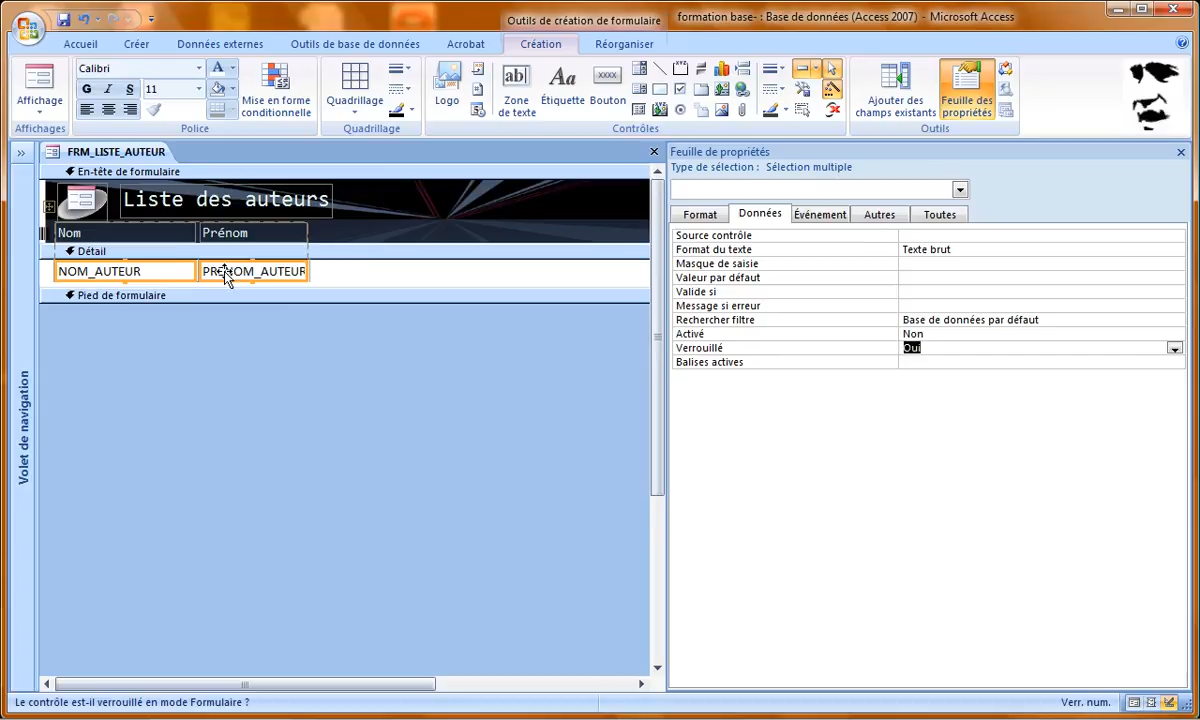 Outils de création de formulaire
formation base- : Base de données (Access 2007) - Microsoft Access
Accueil
Créer
Données externes
Outils de base de données
Acrobat
Création
Réorganiser
Affichage
Affichages
Calibri
G I S
11
A
Mise en forme conditionnelle
Police
Quadrillage
Quadrillage
Logo
ab|
Zone de texte
Aa
Étiquette
XXXX
Bouton
Contrôles
Ajouter des champs existants
Feuille des propriétés
Outils
FRM_LISTE_AUTEUR
En-tête de formulaire
Liste des auteurs
Nom
Prénom
Détail
NOM_AUTEUR
PRENOM_AUTEUR
Pied de formulaire
Volet de navigation
Feuille de propriétés
Type de sélection : Sélection multiple
Format
Données
Événement
Autres
Toutes
Source contrôle
Format du texte
Texte brut
Masque de saisie
Valeur par défaut
Valide si
Message si erreur
Rechercher filtre
Base de données par défaut
Activé
Non
Verrouillé
Oui
Balises actives
Le contrôle est-il verrouillé en mode Formulaire ?
Verr. num.